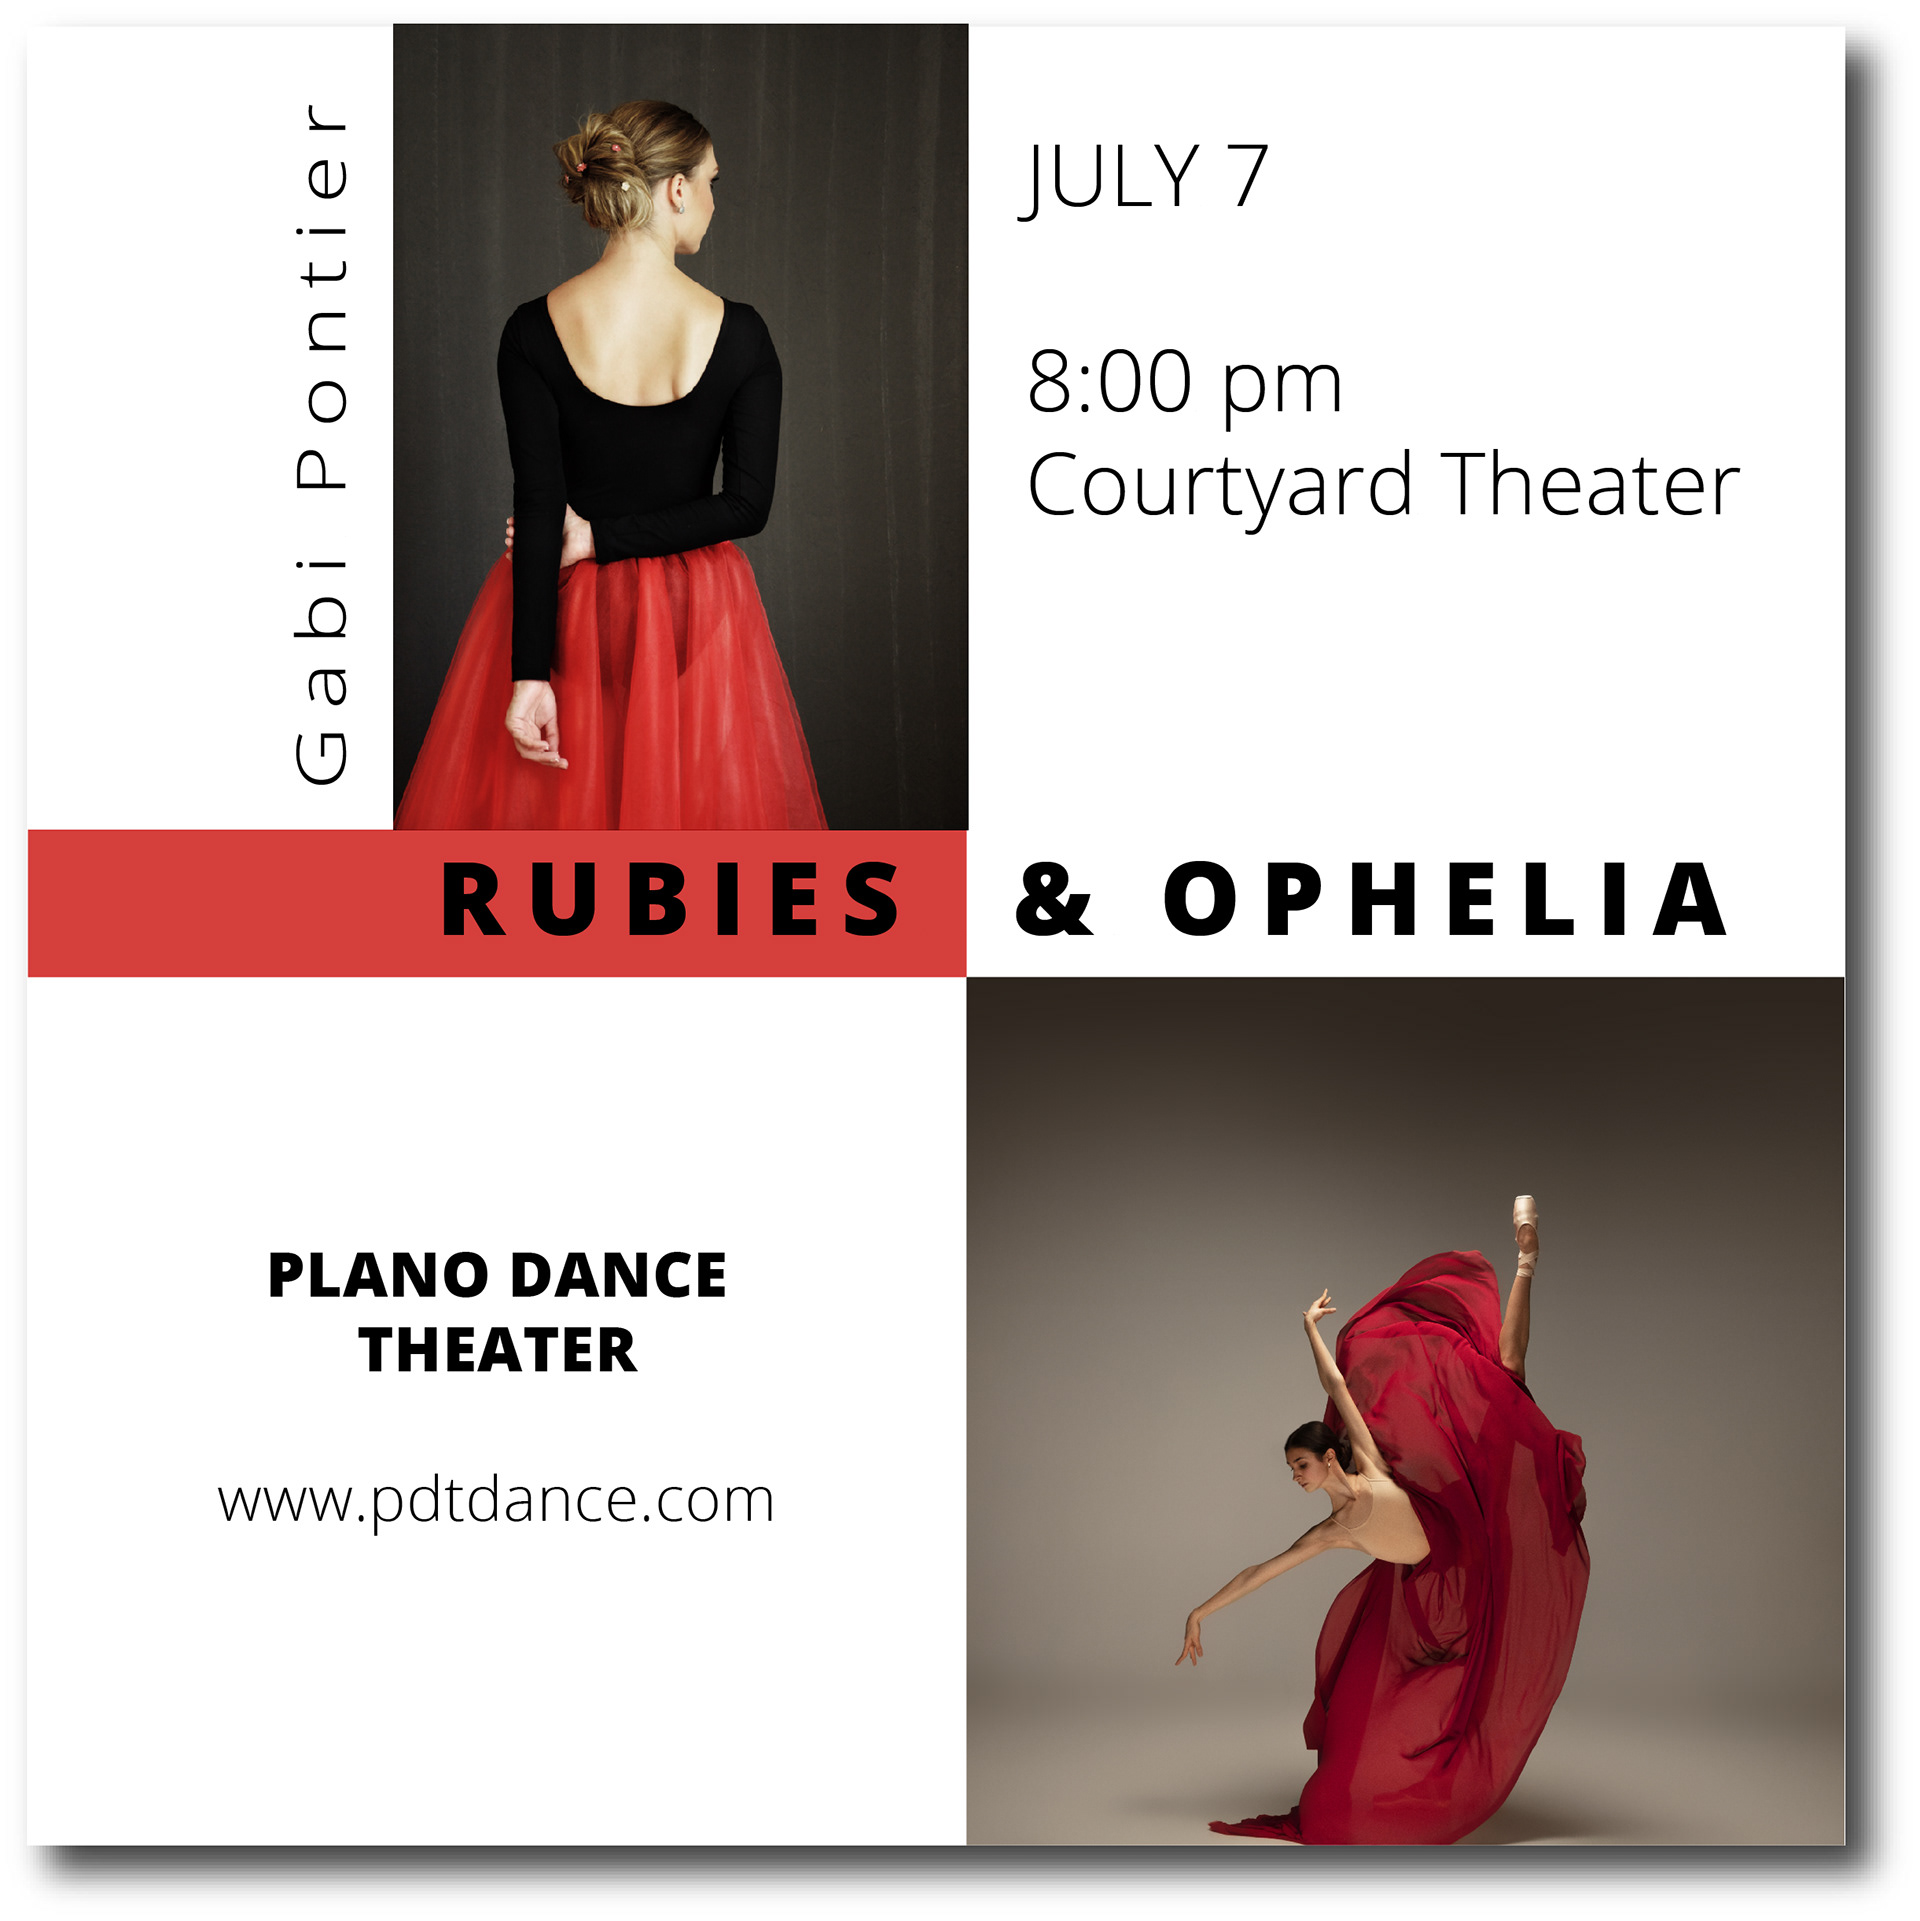 Gabi Pontier
JULY 7
8:00 pm
Courtyard Theater
RUBIES & OPHELIA
PLANO DANCE
THEATER
www.pdtdance.com